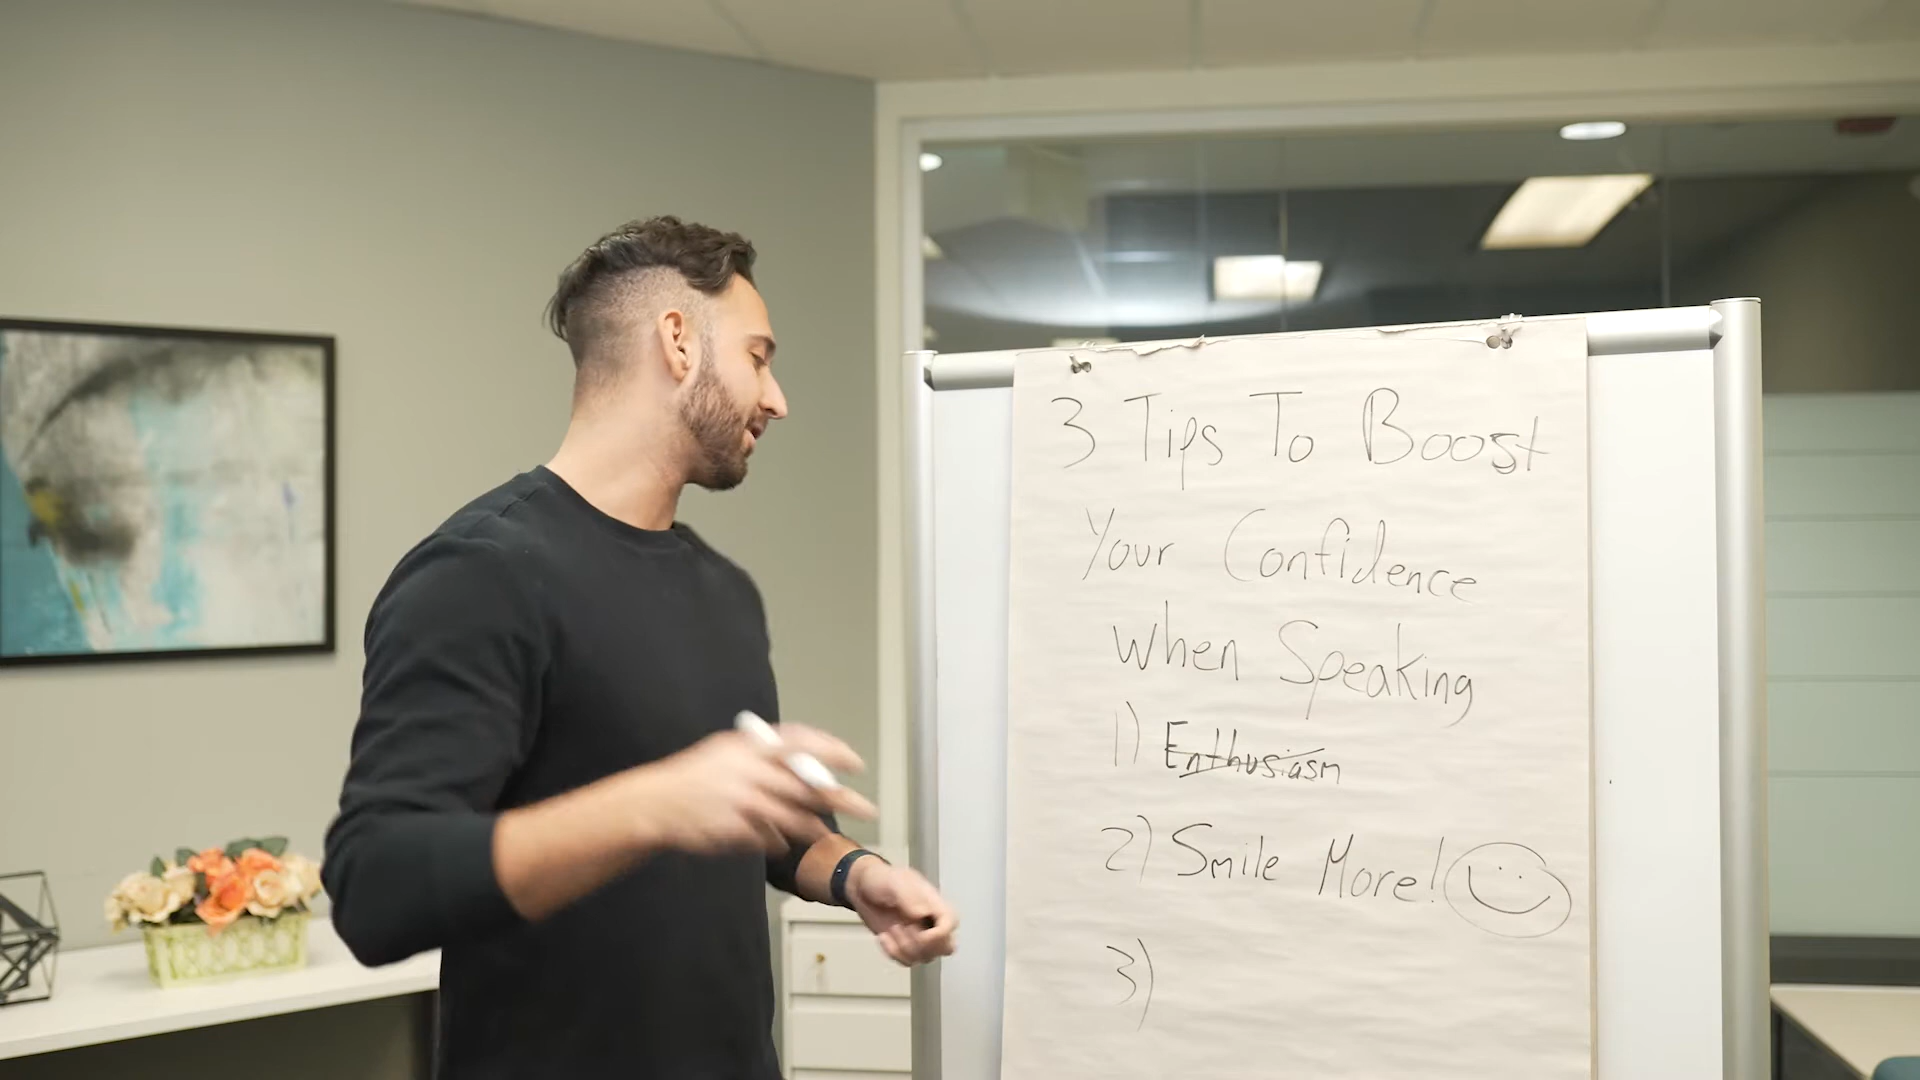 3 Tips To Boost
Your Confidence
When Speaking
1) Enthusiasm
2) Smile More!
3)